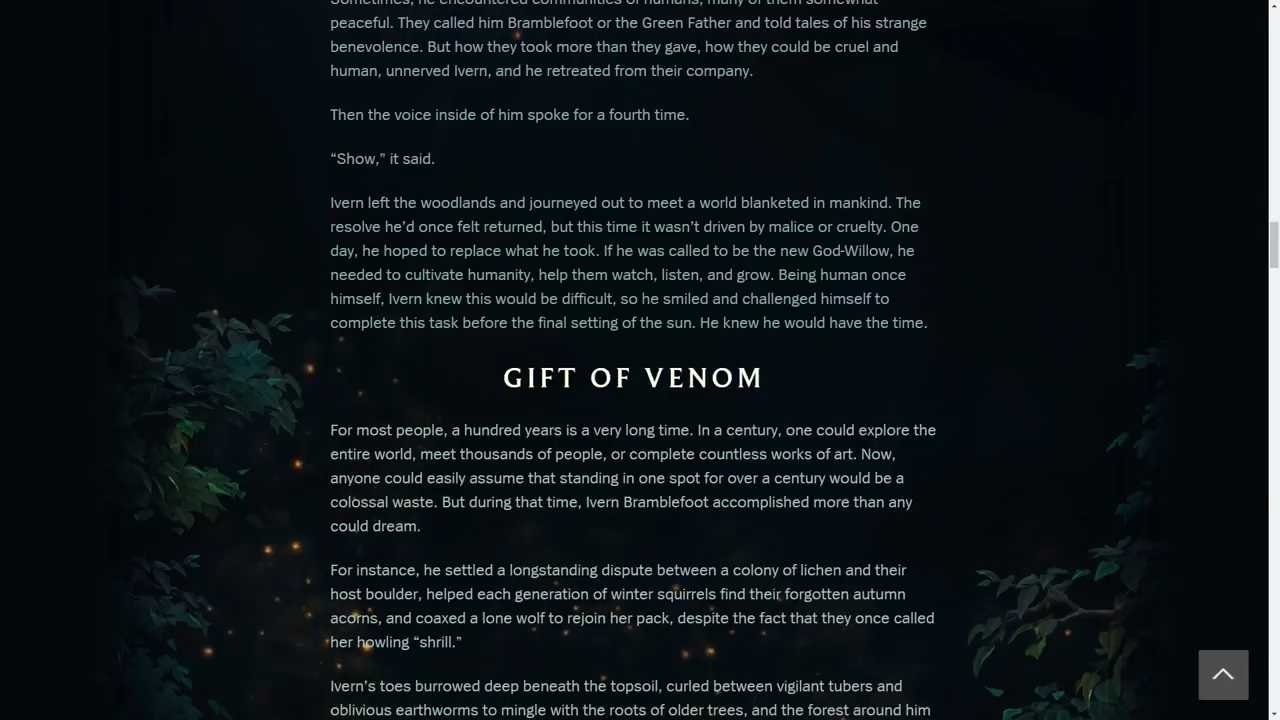 Sometimes, he encountered communities of humans, many of them somewhat
peaceful. They called him Bramblefoot or the Green Father and told tales of his strange
benevolence. But how they took more than they gave, how they could be cruel and
human, unnerved Ivern, and he retreated from their company.
Then the voice inside of him spoke for a fourth time.
“Show,” it said.
Ivern left the woodlands and journeyed out to meet a world blanketed in mankind. The
resolve he’d once felt returned, but this time it wasn’t driven by malice or cruelty. One
day, he hoped to replace what he took. If he was called to be the new God-Willow, he
needed to cultivate humanity, help them watch, listen, and grow. Being human once
himself, Ivern knew this would be difficult, so he smiled and challenged himself to
complete this task before the final setting of the sun. He knew he would have the time.
GIFT OF VENOM
For most people, a hundred years is a very long time. In a century, one could explore the
entire world, meet thousands of people, or complete countless works of art. Now,
anyone could easily assume that standing in one spot for over a century would be a
colossal waste. But during that time, Ivern Bramblefoot accomplished more than any
could dream.
For instance, he settled a longstanding dispute between a colony of lichen and their
host boulder, helped each generation of winter squirrels find their forgotten autumn
acorns, and coaxed a lone wolf to rejoin her pack, despite the fact that they once called
her howling “shrill.”
Ivern’s toes burrowed deep beneath the topsoil, curled between vigilant tubers and
oblivious earthworms to mingle with the roots of older trees, and the forest around him